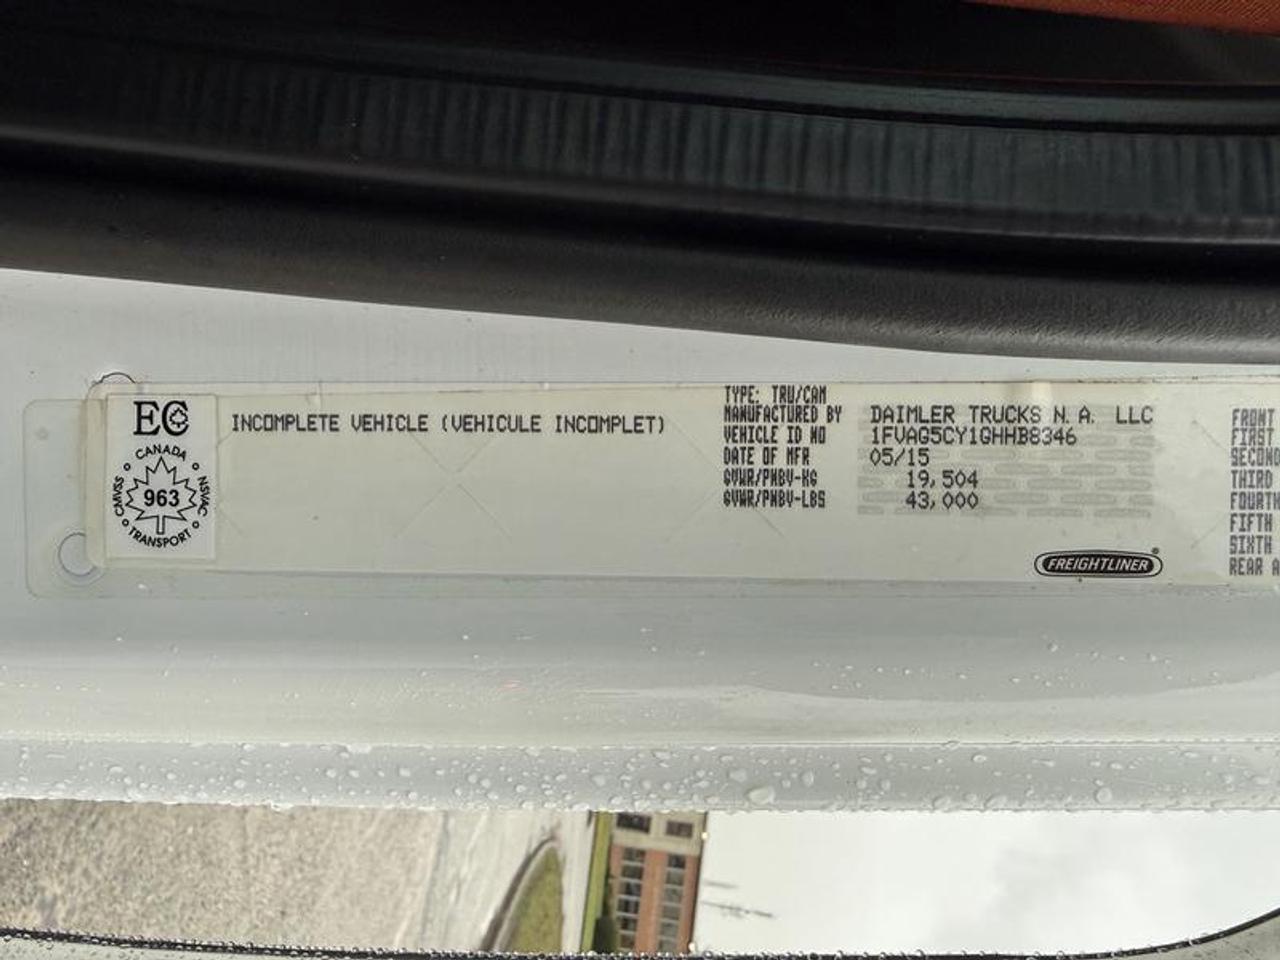 EC
CANADA
CMVSS
963
NSVAC
TRANSPORT
INCOMPLETE VEHICLE (VEHICULE INCOMPLET)
TYPE: TRU/CAM
MANUFACTURED BY DAIMLER TRUCKS N.A. LLC
VEHICLE ID NO 1FVAG5CY1GHHB8346
DATE OF MFR 05/15
GVWR/PNBV-KG 19,504
GVWR/PNBV-LBS 43,000
FREIGHTLINER®
FRONT
FIRST
SECOND
THIRD
FOURTH
FIFTH
SIXTH
REAR A